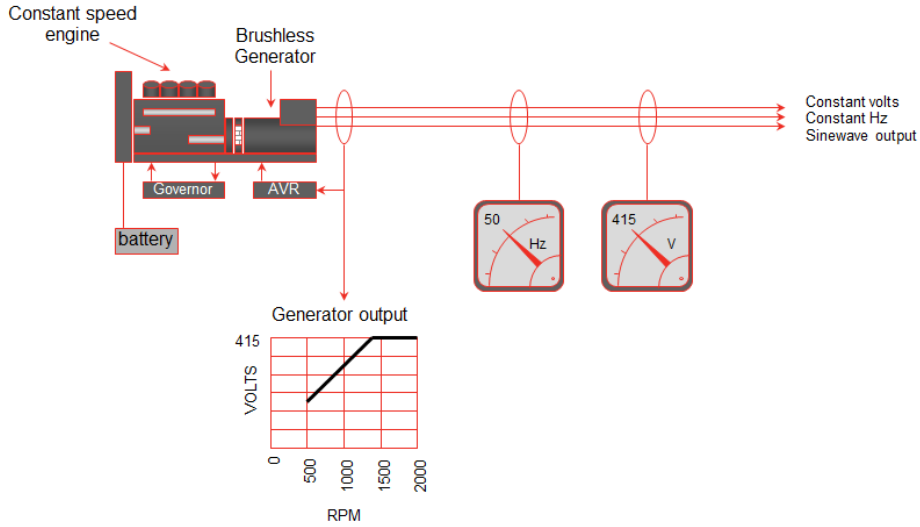 Constant speed
engine
Brushless
Generator
Constant volts
Constant Hz
Sinewave output
Governor
AVR
battery
50
Hz
415
V
Generator output
415
VOLTS
0
500
1000
1500
2000
RPM